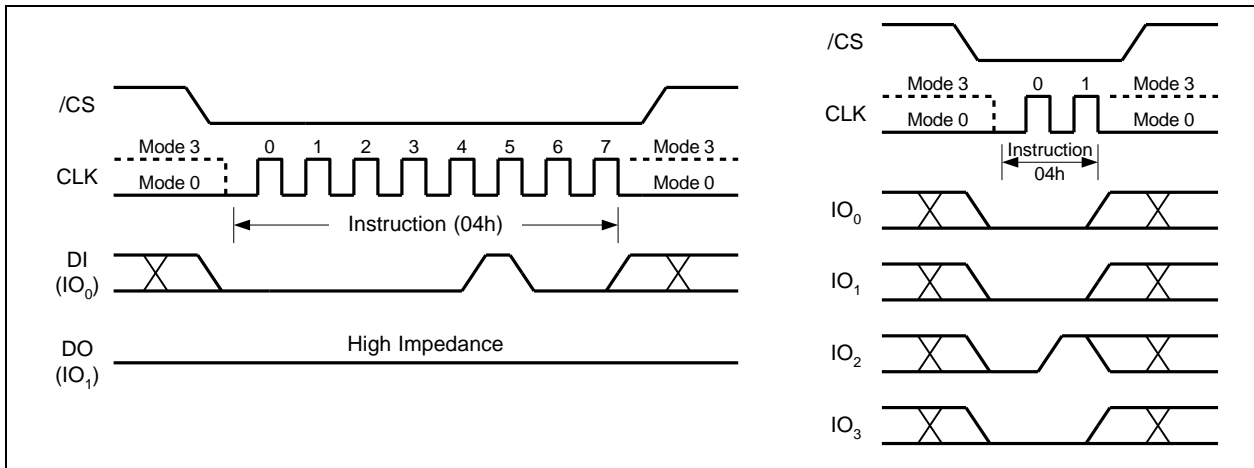 /CS
Mode 3
0 1 2 3 4 5 6 7
Mode 3
CLK
Mode 0
Mode 0
Instruction (04h)
DI
(IO0)
High Impedance
DO
(IO1)
/CS
Mode 3
0 1
Mode 3
CLK
Mode 0
Mode 0
Instruction
04h
IO0
IO1
IO2
IO3